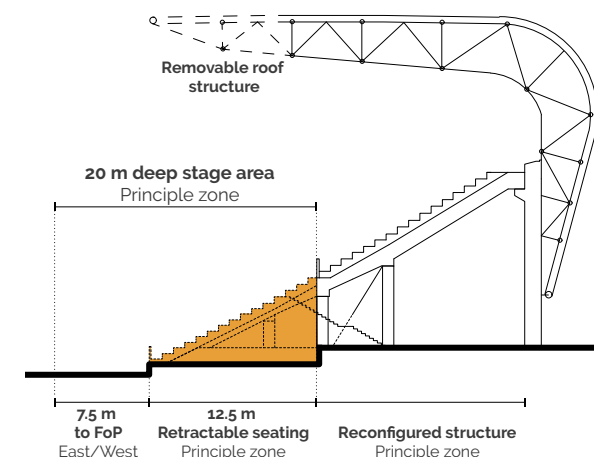 Removable roof
structure
20 m deep stage area
Principle zone
7.5 m
to FoP
East/West
12.5 m
Retractable seating
Principle zone
Reconfigured structure
Principle zone